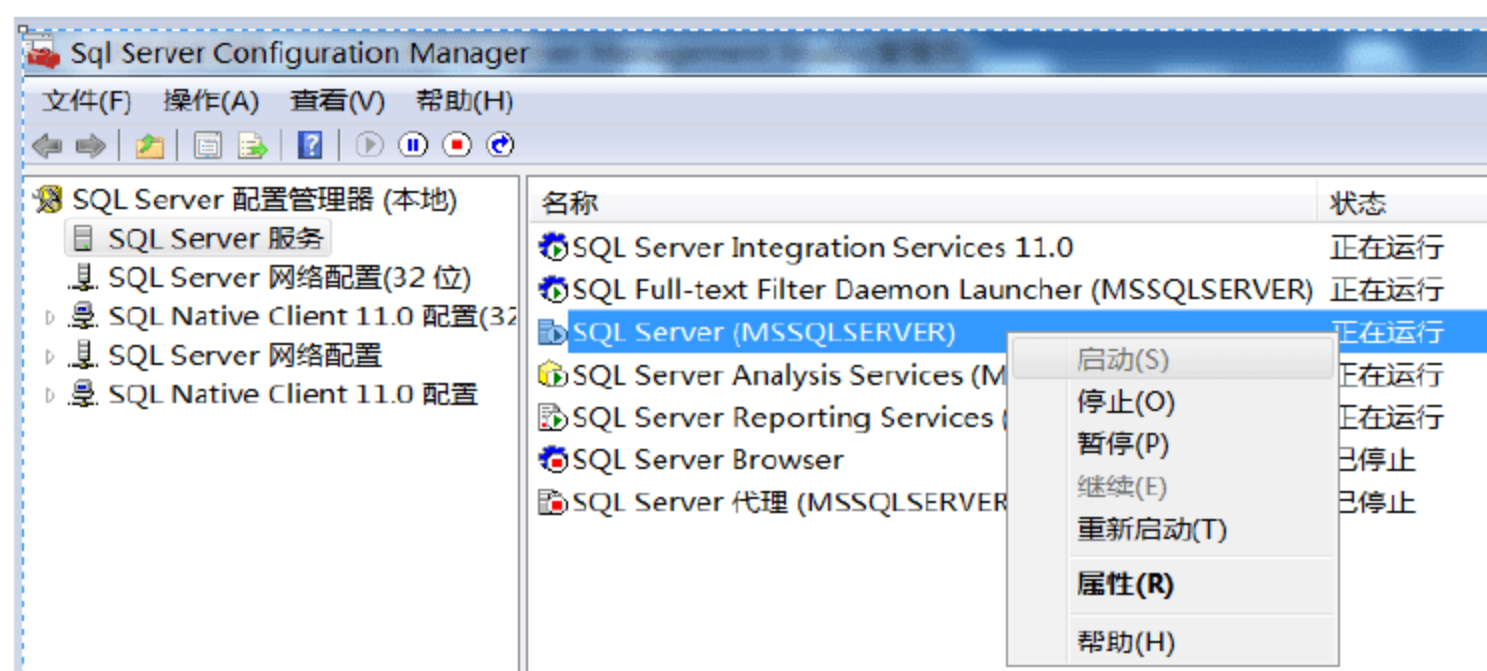 Sql Server Configuration Manager
文件(F) 操作(A) 查看(V) 帮助(H)
SQL Server 配置管理器 (本地)
SQL Server 服务
SQL Server 网络配置(32 位)
SQL Native Client 11.0 配置(32
SQL Server 网络配置
SQL Native Client 11.0 配置
名称 状态
SQL Server Integration Services 11.0 正在运行
SQL Full-text Filter Daemon Launcher (MSSQLSERVER) 正在运行
SQL Server (MSSQLSERVER) 正在运行
SQL Server Analysis Services (M 正在运行
SQL Server Reporting Services ( 正在运行
SQL Server Browser 已停止
SQL Server 代理 (MSSQLSERVER 已停止
启动(S)
停止(O)
暂停(P)
继续(E)
重新启动(T)
属性(R)
帮助(H)